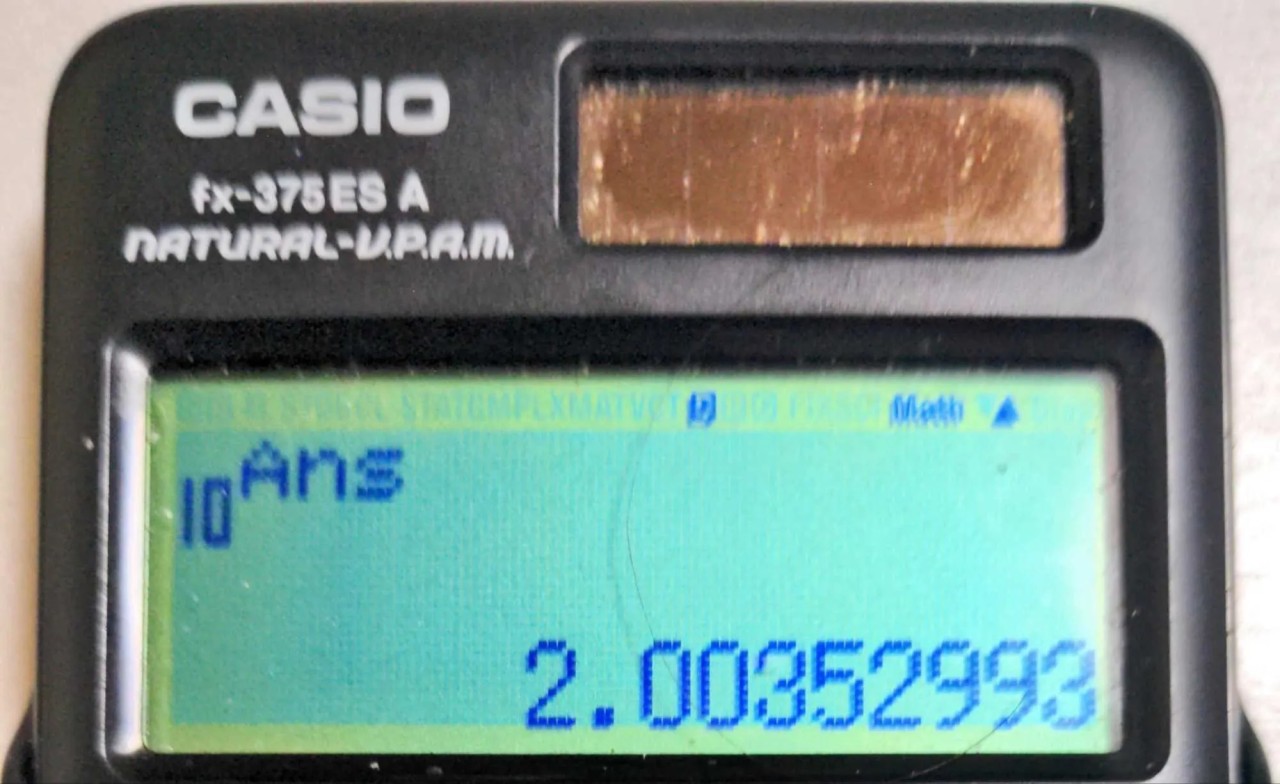 CASIO
fx-375ES A
NATURAL-V.P.A.M.
Math ▲
10^Ans
2.00352993